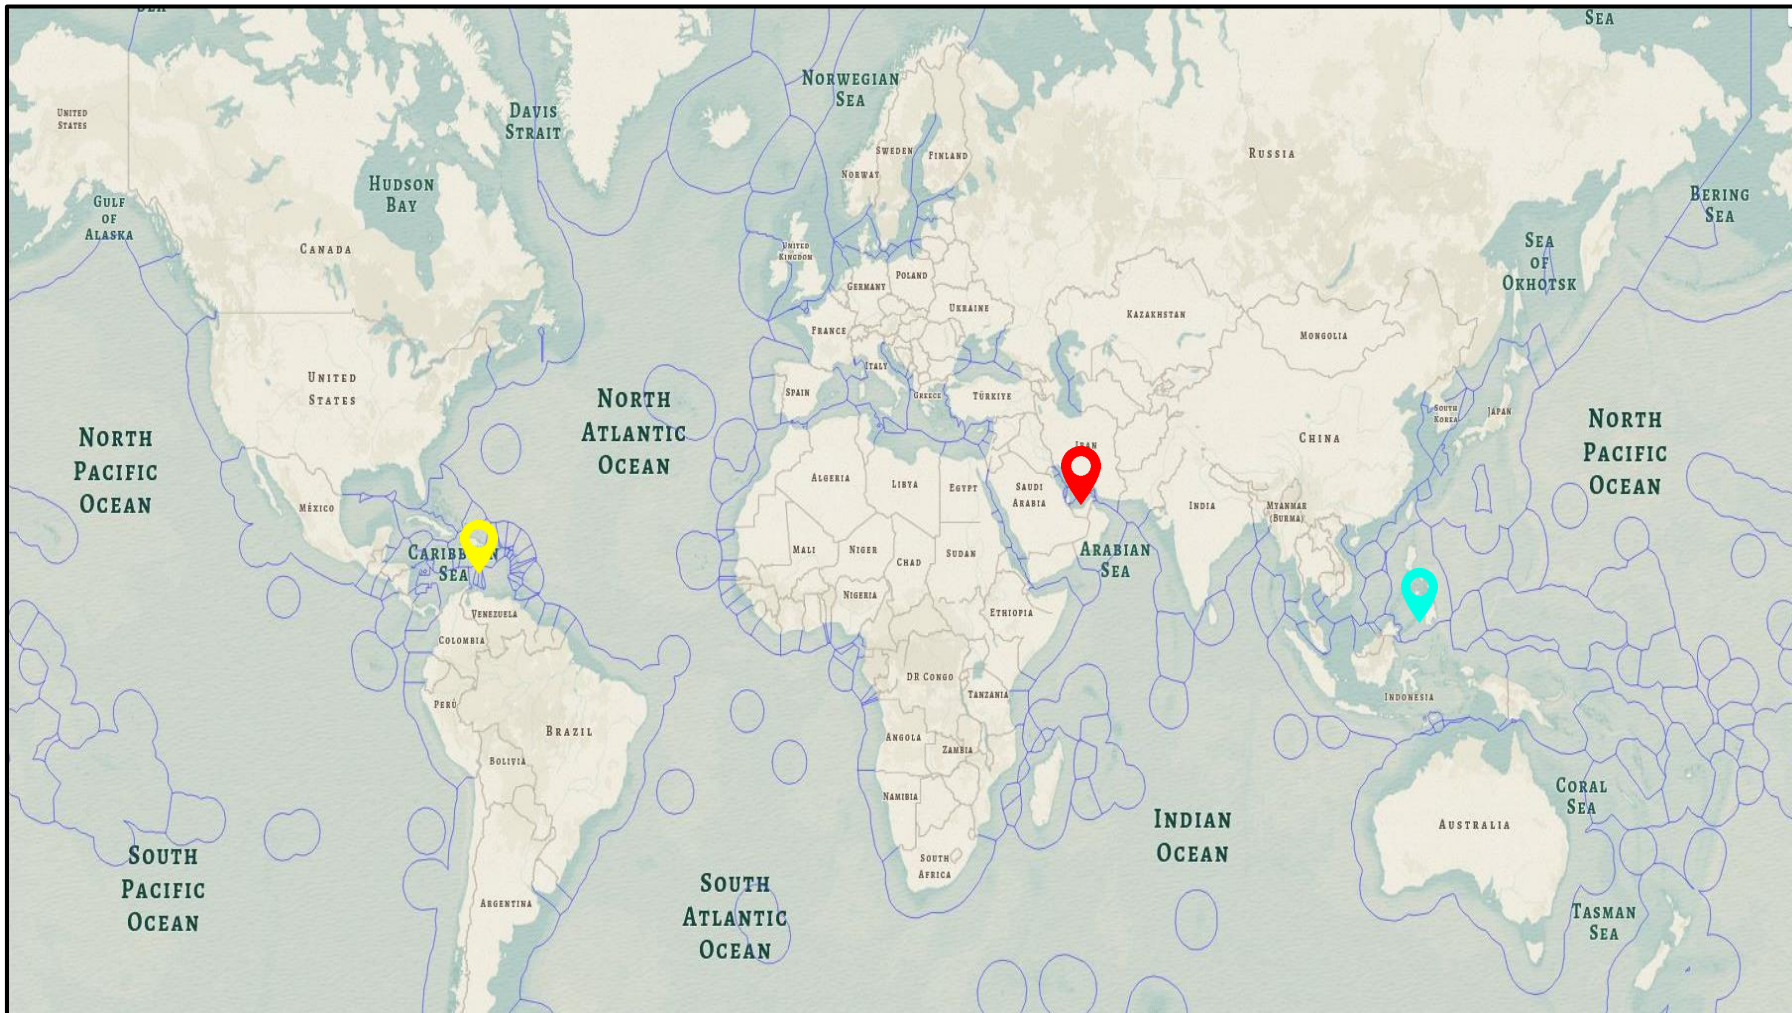 SEA
SEA
NORWEGIAN
SEA
DAVIS
STRAIT
UNITED
STATES
SWEDEN
FINLAND
RUSSIA
NORWAY
HUDSON
BAY
BERING
SEA
GULF
OF
ALASKA
CANADA
UNITED
KINGDOM
SEA
OF
OKHOTSK
POLAND
GERMANY
UKRAINE
KAZAKHSTAN
FRANCE
MONGOLIA
ITALY
UNITED
STATES
SPAIN
GREECE
TÜRKIYE
NORTH
ATLANTIC
OCEAN
SOUTH
KOREA
JAPAN
NORTH
PACIFIC
OCEAN
NORTH
PACIFIC
OCEAN
CHINA
IRAN
ALGERIA
LIBYA
EGYPT
SAUDI
ARABIA
INDIA
MYANMAR
(BURMA)
MÉXICO
MALI
NIGER
CHAD
SUDAN
ARABIAN
SEA
CARIBBEAN
SEA
NIGERIA
ETHIOPIA
VENEZUELA
COLOMBIA
DR CONGO
TANZANIA
INDONESIA
PERÚ
BRAZIL
ANGOLA
ZAMBIA
BOLIVIA
NAMIBIA
CORAL
SEA
INDIAN
OCEAN
AUSTRALIA
SOUTH
PACIFIC
OCEAN
SOUTH
AFRICA
SOUTH
ATLANTIC
OCEAN
ARGENTINA
TASMAN
SEA